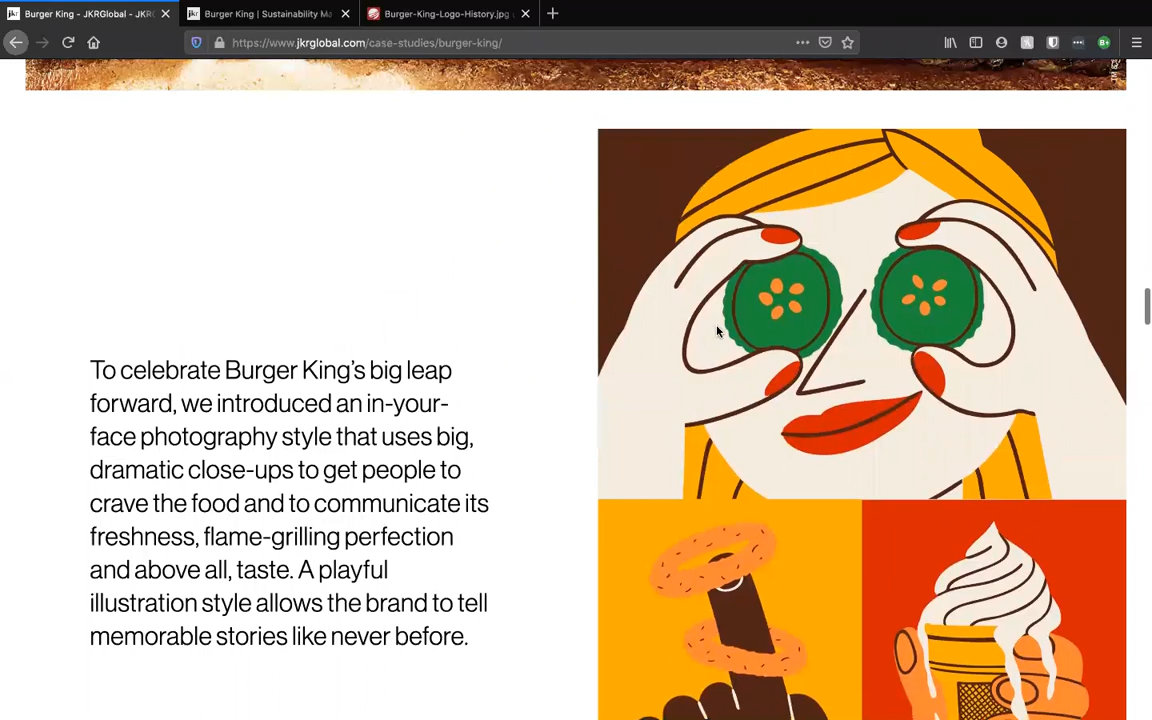 jkr Burger King - JKRGlobal - JKRG
jkr Burger King | Sustainability Ma
Burger-King-Logo-History.jpg
https://www.jkrglobal.com/case-studies/burger-king/
To celebrate Burger King’s big leap
forward, we introduced an in-your-
face photography style that uses big,
dramatic close-ups to get people to
crave the food and to communicate its
freshness, flame-grilling perfection
and above all, taste. A playful
illustration style allows the brand to tell
memorable stories like never before.